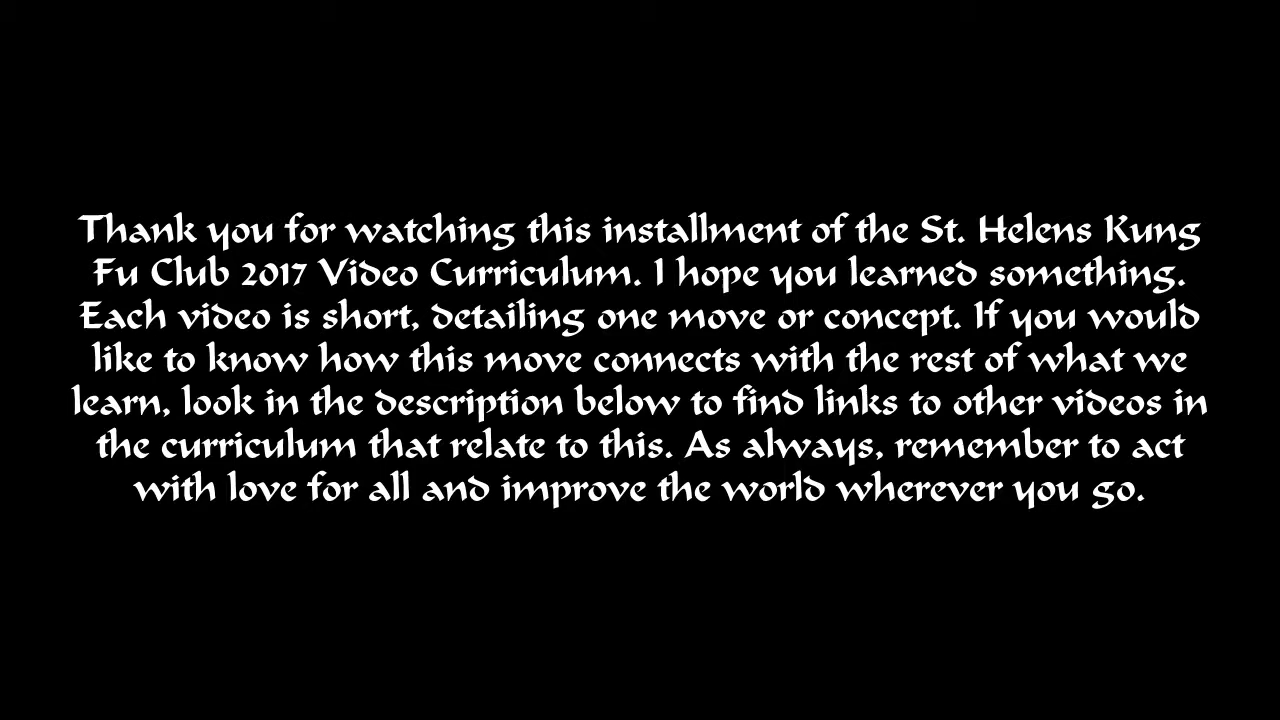 Thank you for watching this installment of the St. Helens Kung
Fu Club 2017 Video Curriculum. I hope you learned something.
Each video is short, detailing one move or concept. If you would
like to know how this move connects with the rest of what we
learn, look in the description below to find links to other videos in
the curriculum that relate to this. As always, remember to act
with love for all and improve the world wherever you go.